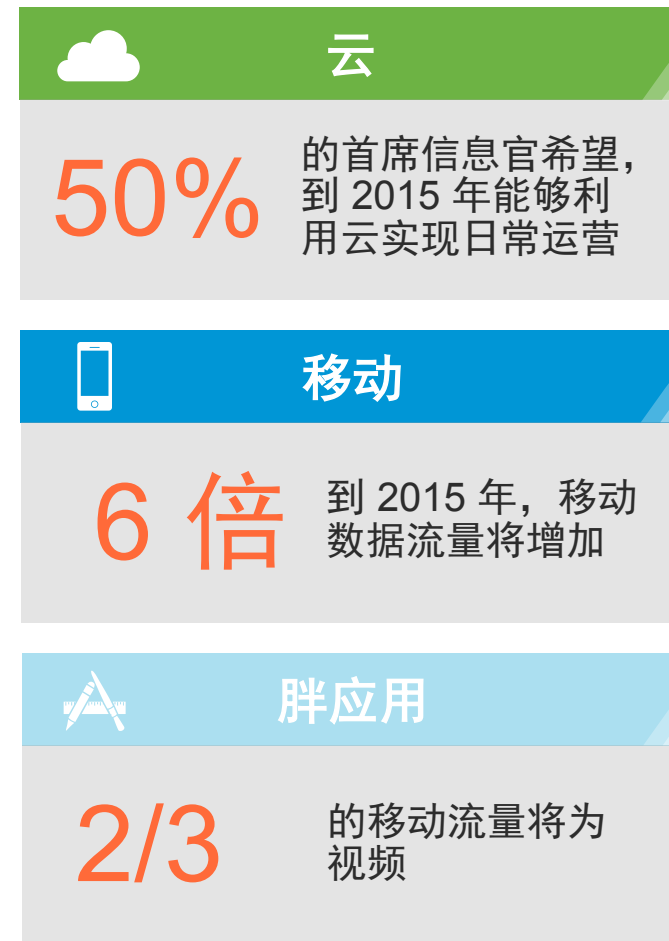 云
50%
的首席信息官希望，
到 2015 年能够利
用云实现日常运营
移动
6 倍
到 2015 年，移动
数据流量将增加
胖应用
2/3
的移动流量将为
视频